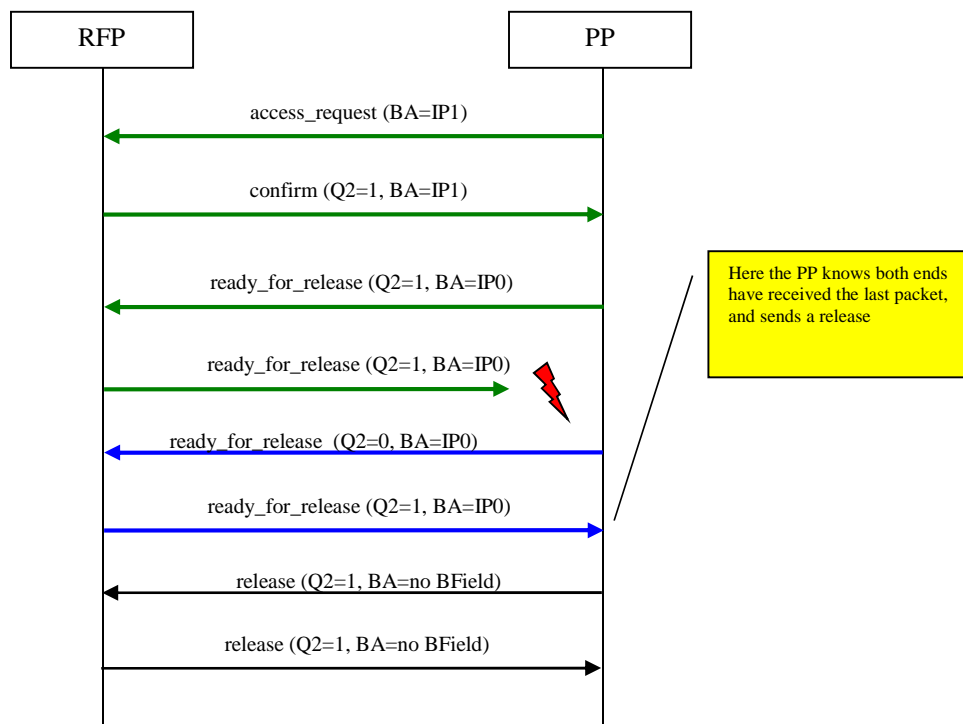 RFP
PP
access_request (BA=IP1)
confirm (Q2=1, BA=IP1)
Here the PP knows both ends
have received the last packet,
and sends a release
ready_for_release (Q2=1, BA=IP0)
ready_for_release (Q2=1, BA=IP0)
ready_for_release (Q2=0, BA=IP0)
ready_for_release (Q2=1, BA=IP0)
release (Q2=1, BA=no BField)
release (Q2=1, BA=no BField)